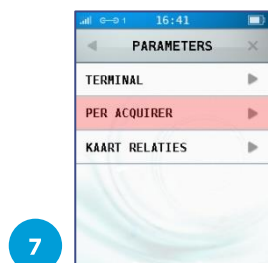 16:41
PARAMETERS
TERMINAL
PER ACQUIRER
KAART RELATIES
7